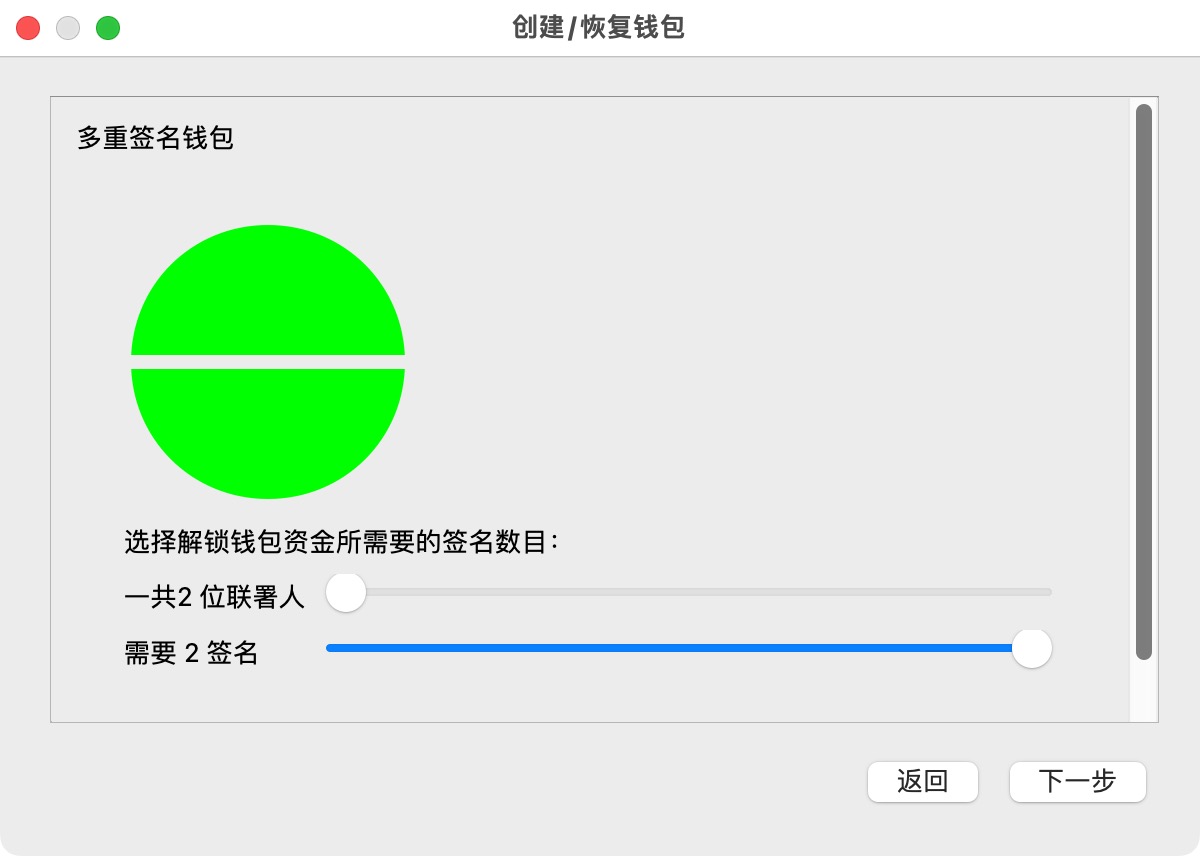 创建/恢复钱包
多重签名钱包
选择解锁钱包资金所需要的签名数目：
一共2 位联署人
需要 2 签名
返回
下一步